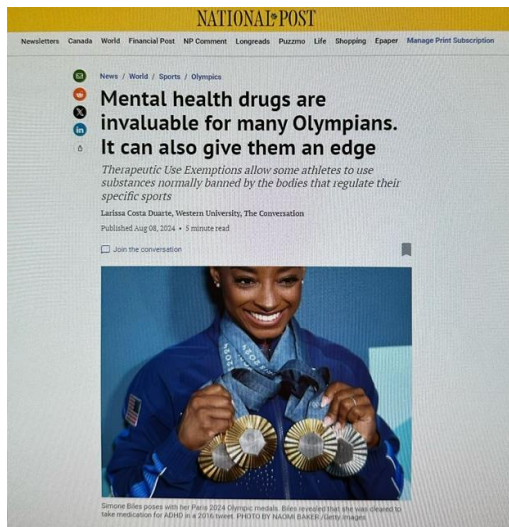 NATIONAL POST
Newsletters Canada World Financial Post NP Comment Longreads Puzzmo Life Shopping Epaper Manage Print Subscription
News / World / Sports / Olympics
Mental health drugs are
invaluable for many Olympians.
It can also give them an edge
Therapeutic Use Exemptions allow some athletes to use
substances normally banned by the bodies that regulate their
specific sports
Larissa Costa Duarte, Western University, The Conversation
Published Aug 08, 2024 • 5 minute read
Join the conversation
PARIS 2024
Simone Biles poses with her Paris 2024 Olympic medals. Biles revealed that she was cleared to
take medication for ADHD in a 2016 tweet. PHOTO BY NAOMI BAKER /Getty Images